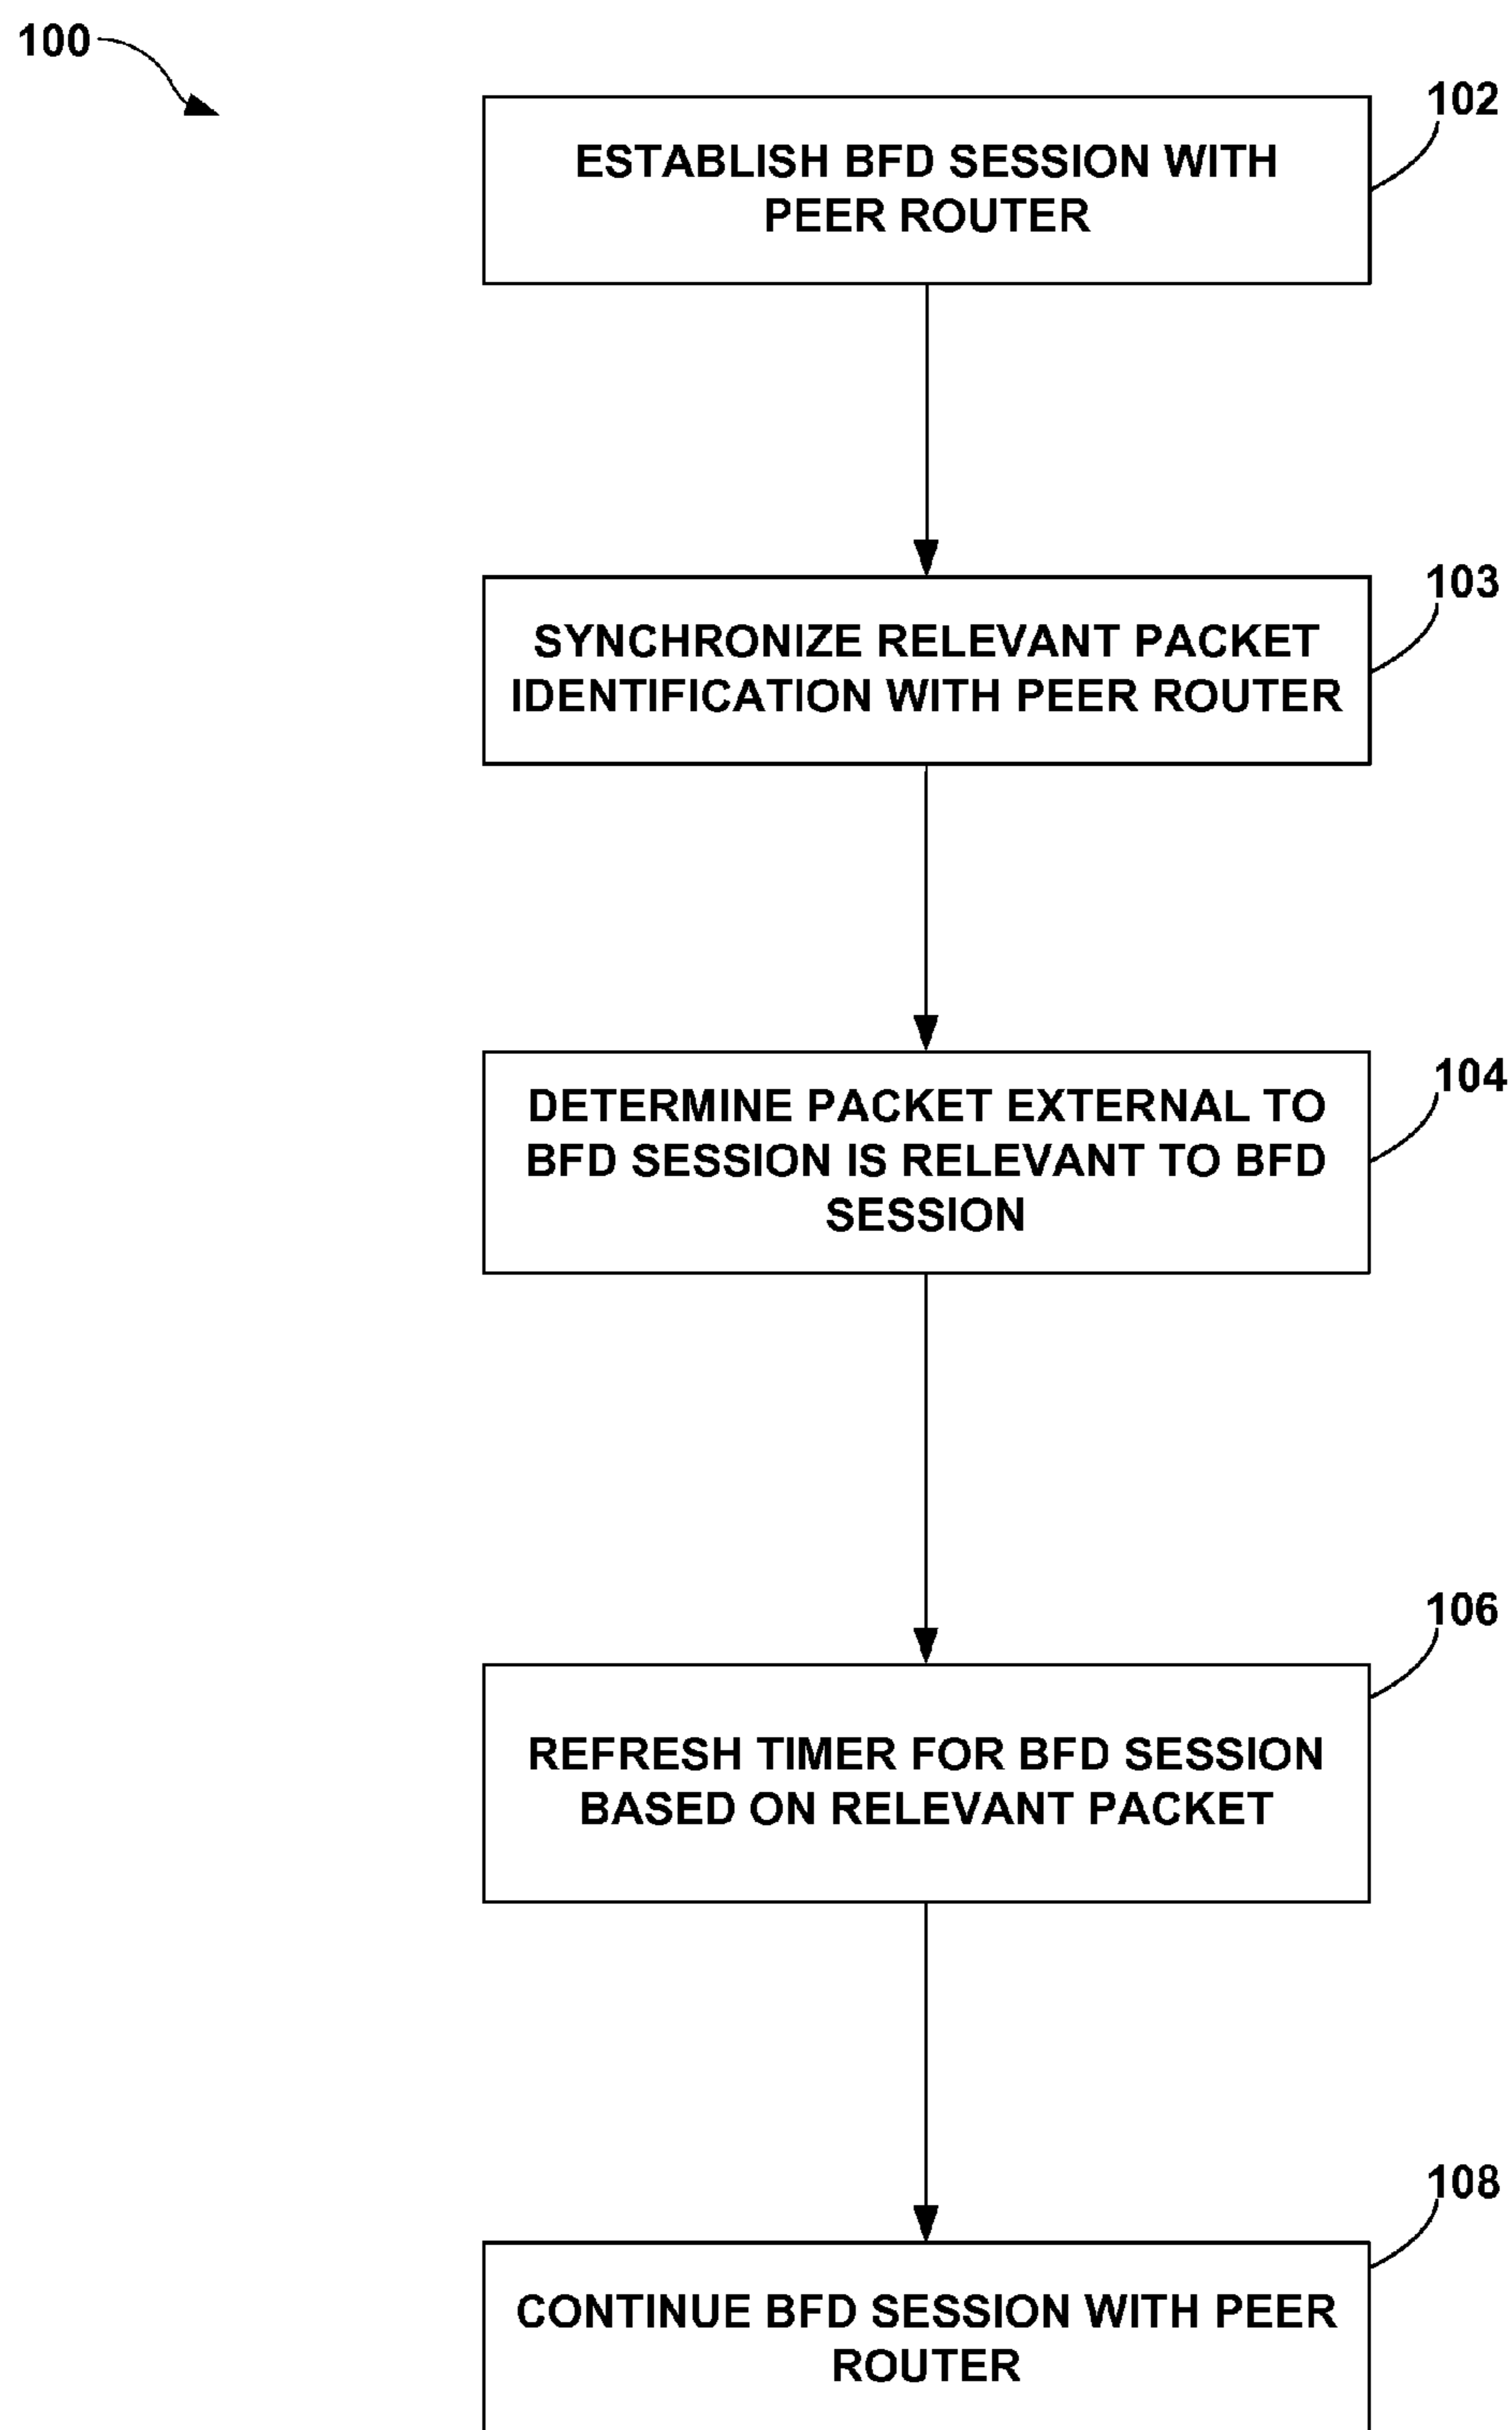 100
102
ESTABLISH BFD SESSION WITH
PEER ROUTER
103
SYNCHRONIZE RELEVANT PACKET
IDENTIFICATION WITH PEER ROUTER
104
DETERMINE PACKET EXTERNAL TO
BFD SESSION IS RELEVANT TO BFD
SESSION
106
REFRESH TIMER FOR BFD SESSION
BASED ON RELEVANT PACKET
108
CONTINUE BFD SESSION WITH PEER
ROUTER